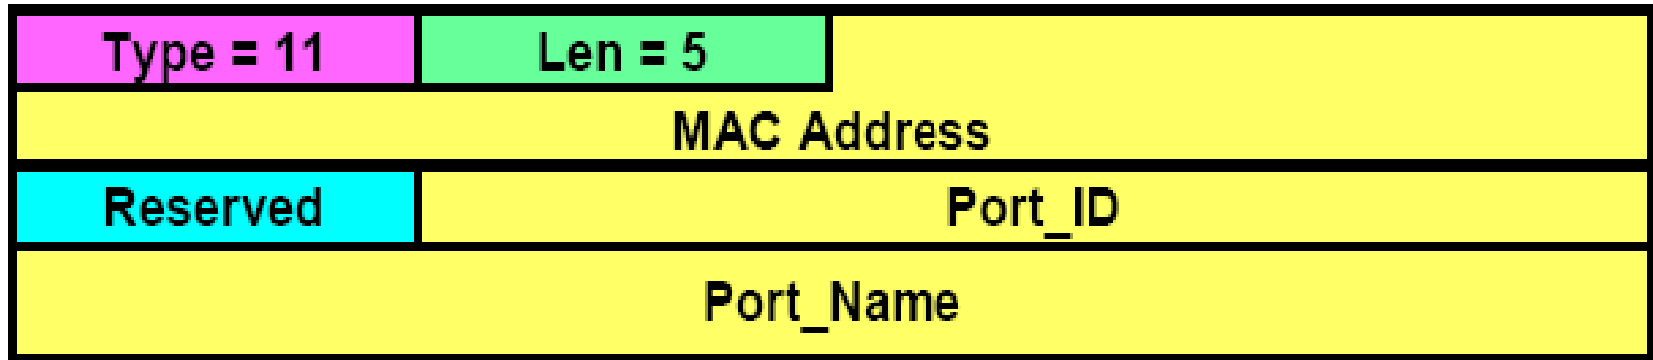 Type = 11 Len = 5
MAC Address
Reserved Port_ID
Port_Name